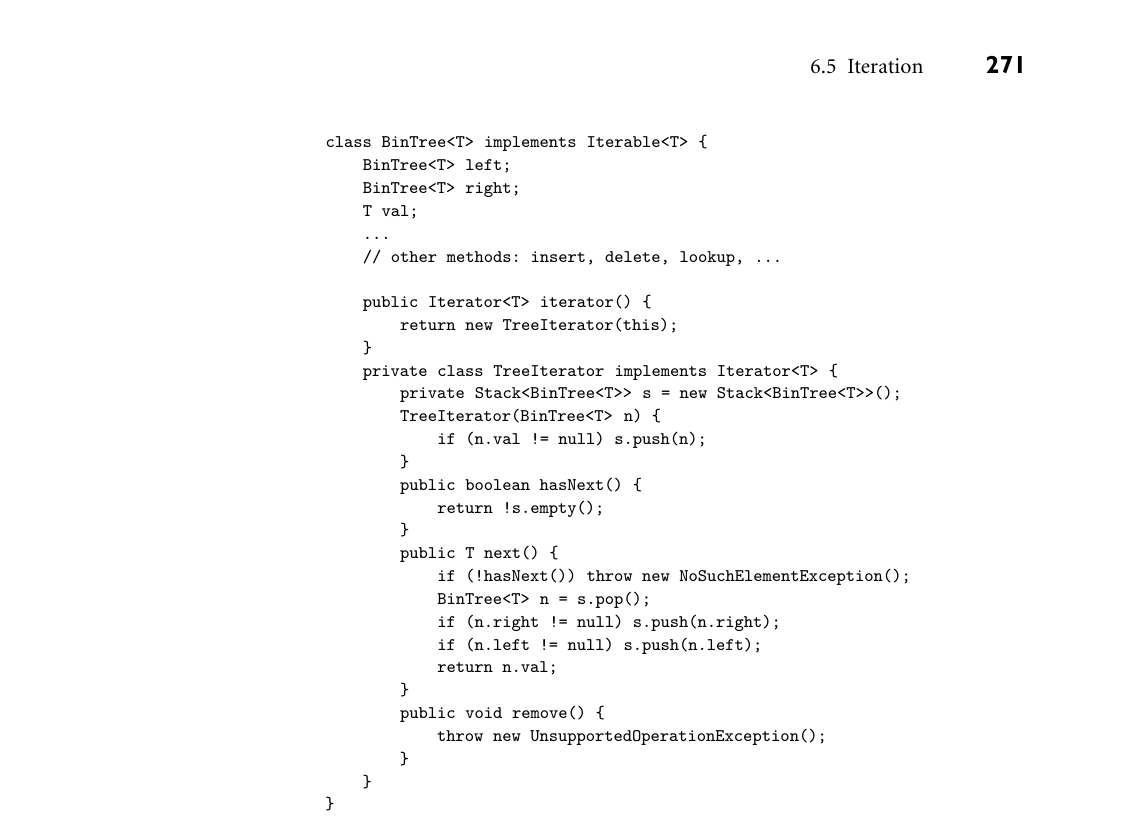 6.5 Iteration 271
class BinTree<T> implements Iterable<T> {
    BinTree<T> left;
    BinTree<T> right;
    T val;
    ...
    // other methods: insert, delete, lookup, ...

    public Iterator<T> iterator() {
        return new TreeIterator(this);
    }
    private class TreeIterator implements Iterator<T> {
        private Stack<BinTree<T>> s = new Stack<BinTree<T>>();
        TreeIterator(BinTree<T> n) {
            if (n.val != null) s.push(n);
        }
        public boolean hasNext() {
            return !s.empty();
        }
        public T next() {
            if (!hasNext()) throw new NoSuchElementException();
            BinTree<T> n = s.pop();
            if (n.right != null) s.push(n.right);
            if (n.left != null) s.push(n.left);
            return n.val;
        }
        public void remove() {
            throw new UnsupportedOperationException();
        }
    }
}